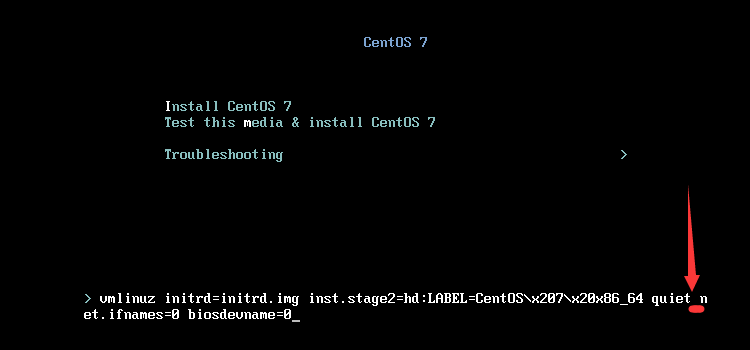 CentOS 7
Install CentOS 7
Test this media & install CentOS 7
Troubleshooting >
> vmlinuz initrd=initrd.img inst.stage2=hd:LABEL=CentOS\x207\x20x86_64 quiet n
et.ifnames=0 biosdevname=0_